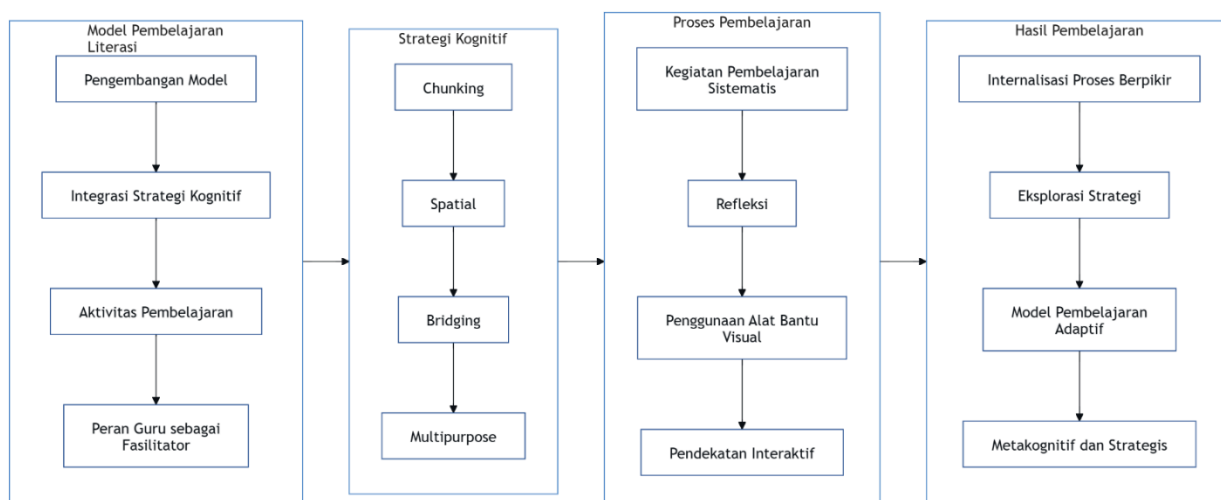 Model Pembelajaran
Literasi
Pengembangan Model
Integrasi Strategi Kognitif
Aktivitas Pembelajaran
Peran Guru sebagai
Fasilitator
Strategi Kognitif
Chunking
Spatial
Bridging
Multipurpose
Proses Pembelajaran
Kegiatan Pembelajaran
Sistematis
Refleksi
Penggunaan Alat Bantu
Visual
Pendekatan Interaktif
Hasil Pembelajaran
Internalisasi Proses Berpikir
Eksplorasi Strategi
Model Pembelajaran
Adaptif
Metakognitif dan Strategis